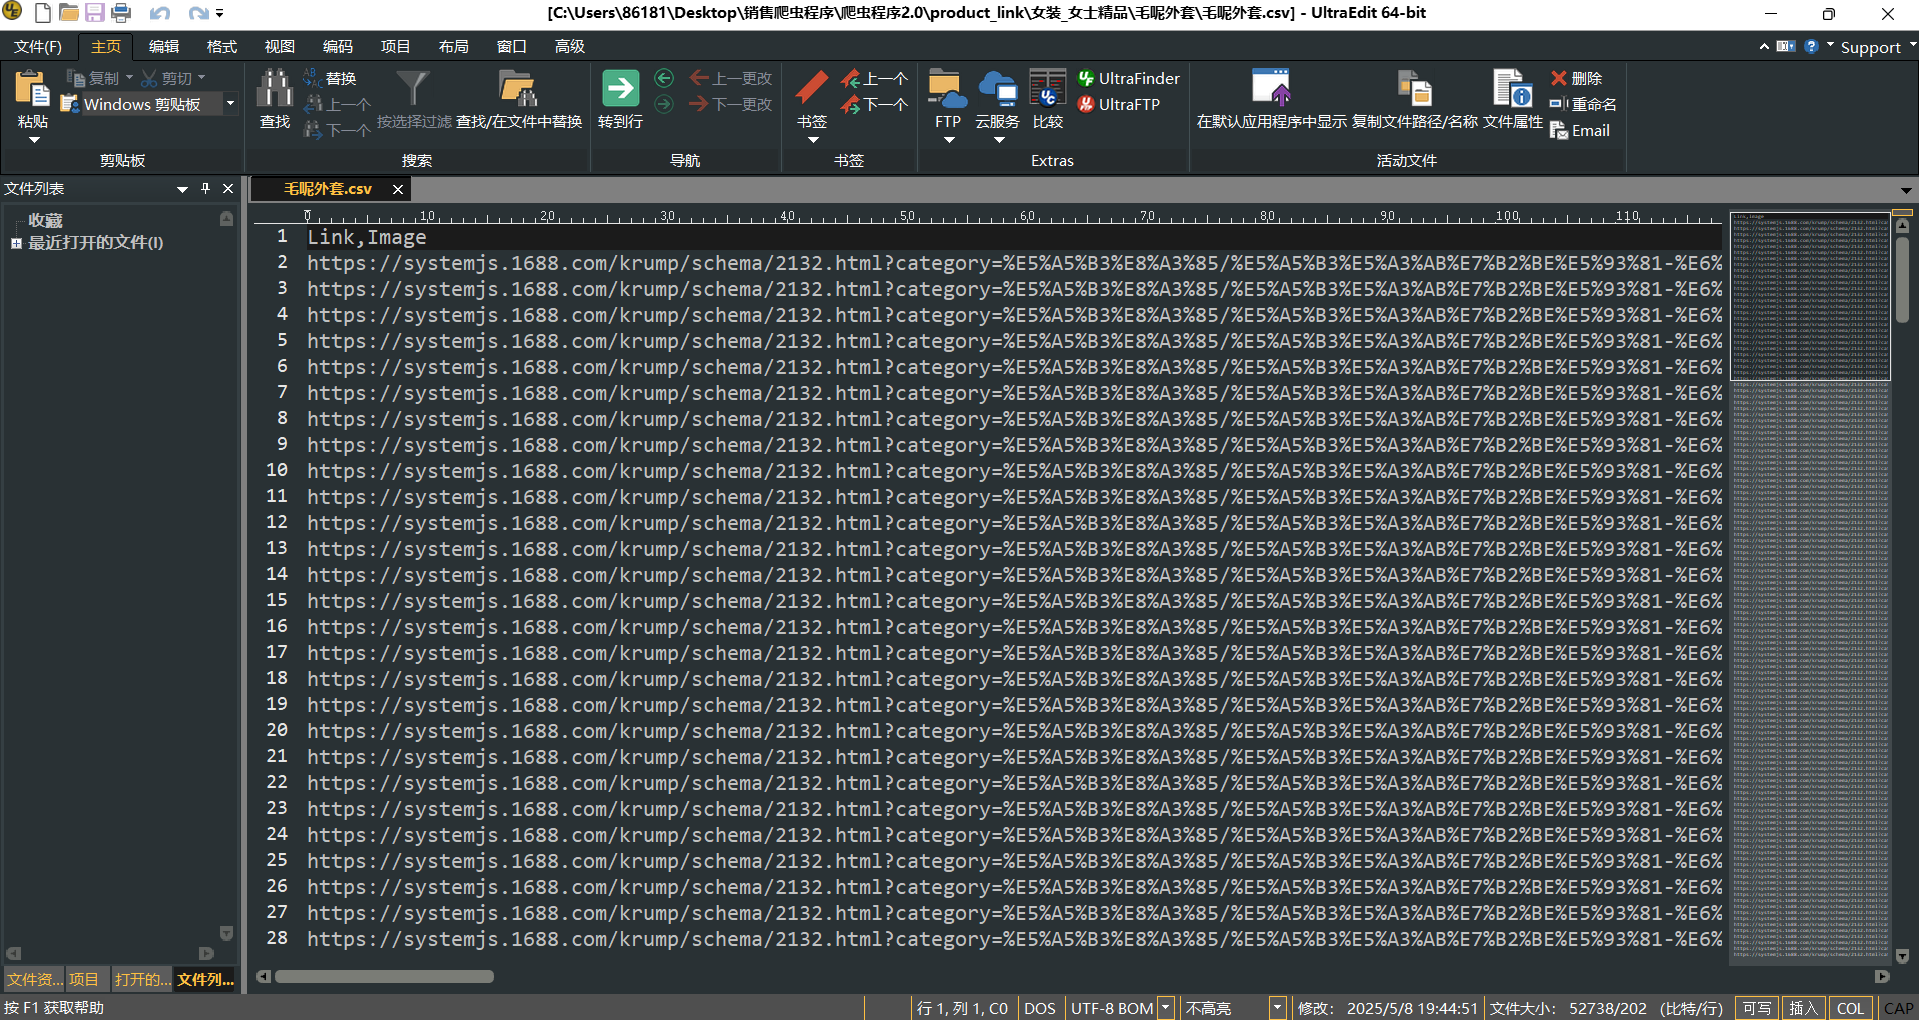 [C:\Users\86181\Desktop\销售爬虫程序\爬虫程序2.0\product_link\女装_女士精品\毛呢外套\毛呢外套.csv] - UltraEdit 64-bit
文件(F) 主页 编辑 格式 视图 编码 项目 布局 窗口 高级 Support
复制 剪切 替换 上一更改 上一个 UltraFinder 删除
Windows 剪贴板 上一个 下一更改 下一个 UltraFTP 重命名
粘贴 查找 下一个 按选择过滤 查找/在文件中替换 转到行 书签 FTP 云服务 比较 在默认应用程序中显示 复制文件路径/名称 文件属性 Email
剪贴板 搜索 导航 书签 Extras 活动文件
文件列表 毛呢外套.csv
收藏
最近打开的文件(I)
0 10 20 30 40 50 60 70 80 90 100 110
1 Link,Image
2 https://systemjs.1688.com/krump/schema/2132.html?category=%E5%A5%B3%E8%A3%85/%E5%A5%B3%E5%A3%AB%E7%B2%BE%E5%93%81-%E6%
3 https://systemjs.1688.com/krump/schema/2132.html?category=%E5%A5%B3%E8%A3%85/%E5%A5%B3%E5%A3%AB%E7%B2%BE%E5%93%81-%E6%
4 https://systemjs.1688.com/krump/schema/2132.html?category=%E5%A5%B3%E8%A3%85/%E5%A5%B3%E5%A3%AB%E7%B2%BE%E5%93%81-%E6%
5 https://systemjs.1688.com/krump/schema/2132.html?category=%E5%A5%B3%E8%A3%85/%E5%A5%B3%E5%A3%AB%E7%B2%BE%E5%93%81-%E6%
6 https://systemjs.1688.com/krump/schema/2132.html?category=%E5%A5%B3%E8%A3%85/%E5%A5%B3%E5%A3%AB%E7%B2%BE%E5%93%81-%E6%
7 https://systemjs.1688.com/krump/schema/2132.html?category=%E5%A5%B3%E8%A3%85/%E5%A5%B3%E5%A3%AB%E7%B2%BE%E5%93%81-%E6%
8 https://systemjs.1688.com/krump/schema/2132.html?category=%E5%A5%B3%E8%A3%85/%E5%A5%B3%E5%A3%AB%E7%B2%BE%E5%93%81-%E6%
9 https://systemjs.1688.com/krump/schema/2132.html?category=%E5%A5%B3%E8%A3%85/%E5%A5%B3%E5%A3%AB%E7%B2%BE%E5%93%81-%E6%
10 https://systemjs.1688.com/krump/schema/2132.html?category=%E5%A5%B3%E8%A3%85/%E5%A5%B3%E5%A3%AB%E7%B2%BE%E5%93%81-%E6%
11 https://systemjs.1688.com/krump/schema/2132.html?category=%E5%A5%B3%E8%A3%85/%E5%A5%B3%E5%A3%AB%E7%B2%BE%E5%93%81-%E6%
12 https://systemjs.1688.com/krump/schema/2132.html?category=%E5%A5%B3%E8%A3%85/%E5%A5%B3%E5%A3%AB%E7%B2%BE%E5%93%81-%E6%
13 https://systemjs.1688.com/krump/schema/2132.html?category=%E5%A5%B3%E8%A3%85/%E5%A5%B3%E5%A3%AB%E7%B2%BE%E5%93%81-%E6%
14 https://systemjs.1688.com/krump/schema/2132.html?category=%E5%A5%B3%E8%A3%85/%E5%A5%B3%E5%A3%AB%E7%B2%BE%E5%93%81-%E6%
15 https://systemjs.1688.com/krump/schema/2132.html?category=%E5%A5%B3%E8%A3%85/%E5%A5%B3%E5%A3%AB%E7%B2%BE%E5%93%81-%E6%
16 https://systemjs.1688.com/krump/schema/2132.html?category=%E5%A5%B3%E8%A3%85/%E5%A5%B3%E5%A3%AB%E7%B2%BE%E5%93%81-%E6%
17 https://systemjs.1688.com/krump/schema/2132.html?category=%E5%A5%B3%E8%A3%85/%E5%A5%B3%E5%A3%AB%E7%B2%BE%E5%93%81-%E6%
18 https://systemjs.1688.com/krump/schema/2132.html?category=%E5%A5%B3%E8%A3%85/%E5%A5%B3%E5%A3%AB%E7%B2%BE%E5%93%81-%E6%
19 https://systemjs.1688.com/krump/schema/2132.html?category=%E5%A5%B3%E8%A3%85/%E5%A5%B3%E5%A3%AB%E7%B2%BE%E5%93%81-%E6%
20 https://systemjs.1688.com/krump/schema/2132.html?category=%E5%A5%B3%E8%A3%85/%E5%A5%B3%E5%A3%AB%E7%B2%BE%E5%93%81-%E6%
21 https://systemjs.1688.com/krump/schema/2132.html?category=%E5%A5%B3%E8%A3%85/%E5%A5%B3%E5%A3%AB%E7%B2%BE%E5%93%81-%E6%
22 https://systemjs.1688.com/krump/schema/2132.html?category=%E5%A5%B3%E8%A3%85/%E5%A5%B3%E5%A3%AB%E7%B2%BE%E5%93%81-%E6%
23 https://systemjs.1688.com/krump/schema/2132.html?category=%E5%A5%B3%E8%A3%85/%E5%A5%B3%E5%A3%AB%E7%B2%BE%E5%93%81-%E6%
24 https://systemjs.1688.com/krump/schema/2132.html?category=%E5%A5%B3%E8%A3%85/%E5%A5%B3%E5%A3%AB%E7%B2%BE%E5%93%81-%E6%
25 https://systemjs.1688.com/krump/schema/2132.html?category=%E5%A5%B3%E8%A3%85/%E5%A5%B3%E5%A3%AB%E7%B2%BE%E5%93%81-%E6%
26 https://systemjs.1688.com/krump/schema/2132.html?category=%E5%A5%B3%E8%A3%85/%E5%A5%B3%E5%A3%AB%E7%B2%BE%E5%93%81-%E6%
27 https://systemjs.1688.com/krump/schema/2132.html?category=%E5%A5%B3%E8%A3%85/%E5%A5%B3%E5%A3%AB%E7%B2%BE%E5%93%81-%E6%
28 https://systemjs.1688.com/krump/schema/2132.html?category=%E5%A5%B3%E8%A3%85/%E5%A5%B3%E5%A3%AB%E7%B2%BE%E5%93%81-%E6%
文件资... 项目 打开的... 文件列...
按 F1 获取帮助 行 1, 列 1, C0 DOS UTF-8 BOM 不高亮 修改： 2025/5/8 19:44:51 文件大小： 52738/202 (比特/行) 可写 插入 COL CAP